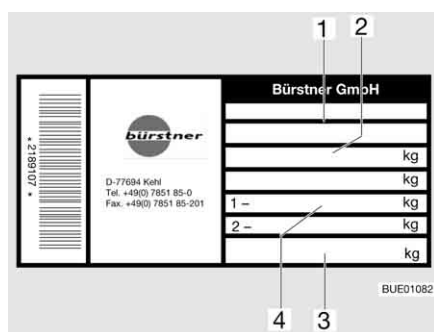 1 2
Bürstner GmbH
* 2189107 *
bürstner
D-77694 Kehl
Tel. +49(0) 7851 85-0
Fax. +49(0) 7851 85-201
kg
kg
1 – kg
2 – kg
kg
4 3
BUE01082